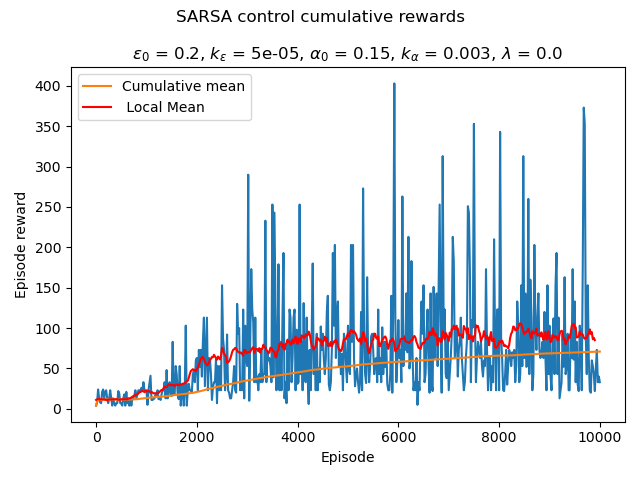 SARSA control cumulative rewards
ε₀ = 0.2, kε = 5e-05, α₀ = 0.15, kα = 0.003, λ = 0.0
Cumulative mean
Local Mean
Episode reward
400
350
300
250
200
150
100
50
0
0 2000 4000 6000 8000 10000
Episode